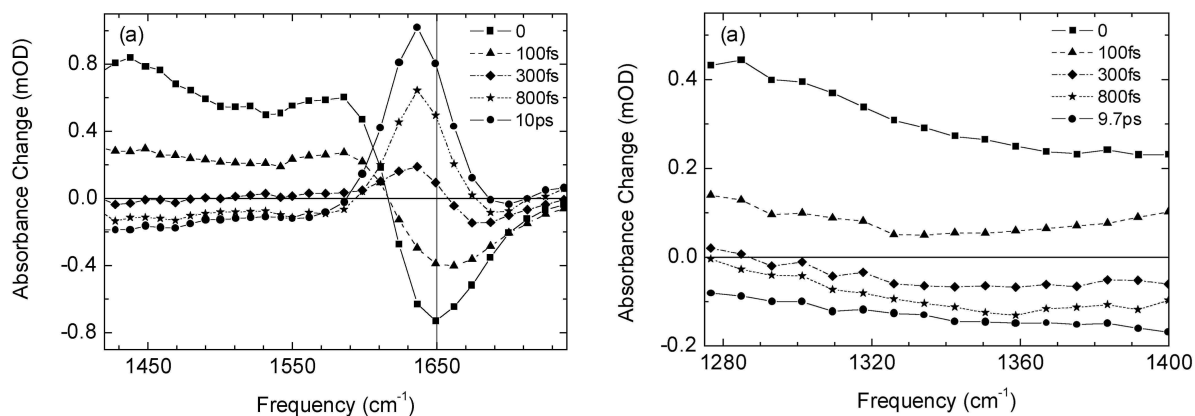 (a)
0
100fs
300fs
800fs
10ps
0.8
0.4
0.0
-0.4
-0.8
Absorbance Change (mOD)
1450 1550 1650
Frequency (cm⁻¹)
(a)
0
100fs
300fs
800fs
9.7ps
0.4
0.2
0.0
-0.2
Absorbance Change (mOD)
1280 1320 1360 1400
Frequency (cm⁻¹)